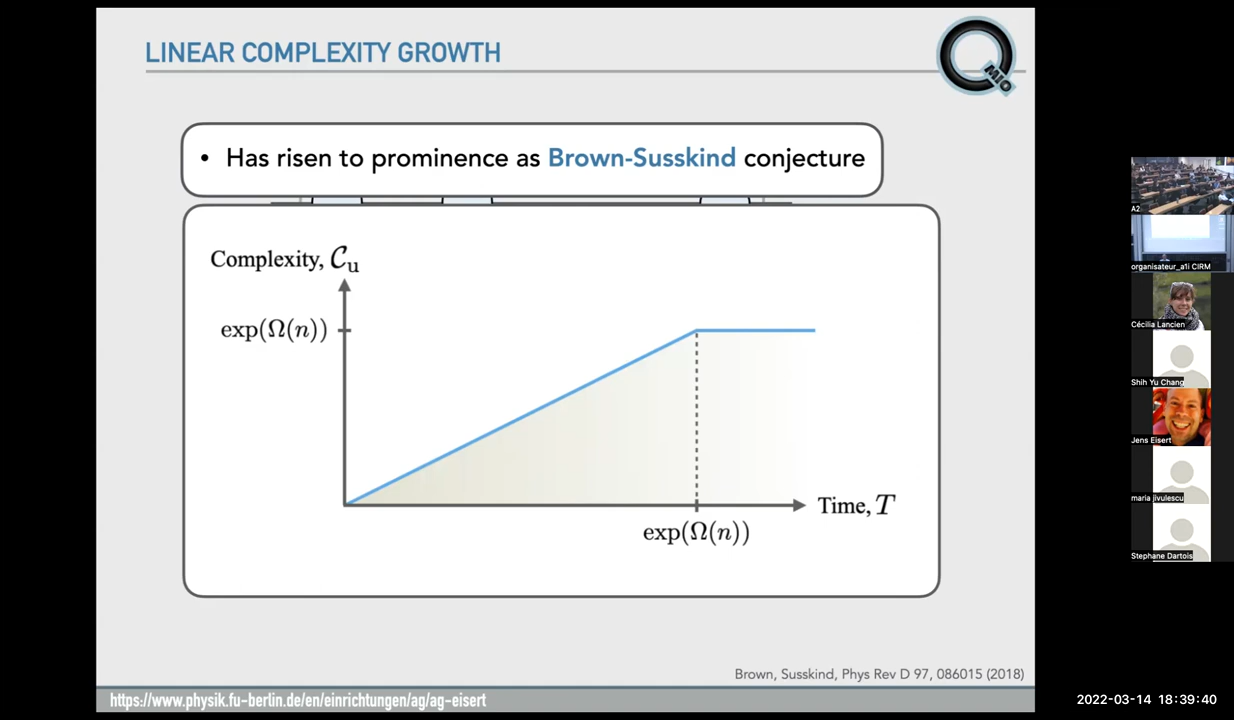 LINEAR COMPLEXITY GROWTH
Q
MIO
• Has risen to prominence as Brown-Susskind conjecture
Complexity, 𝒞u
exp(Ω(n))
Time, T
exp(Ω(n))
Brown, Susskind, Phys Rev D 97, 086015 (2018)
https://www.physik.fu-berlin.de/en/einrichtungen/ag/ag-eisert
A2
organisateur_a1i CIRM
Cécilia Lancien
Shih Yu Chang
Jens Eisert
maria jivulescu
Stephane Dartois
2022-03-14 18:39:40